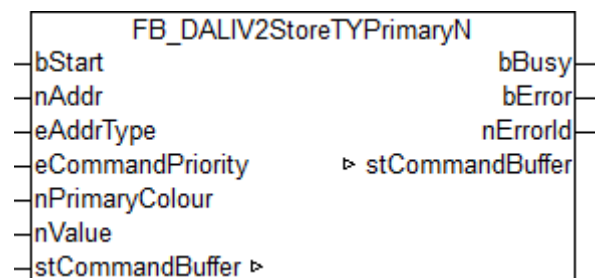 FB_DALIV2StoreTYPrimaryN
bStart bBusy
nAddr bError
eAddrType nErrorId
eCommandPriority ▹ stCommandBuffer
nPrimaryColour
nValue
stCommandBuffer ▹